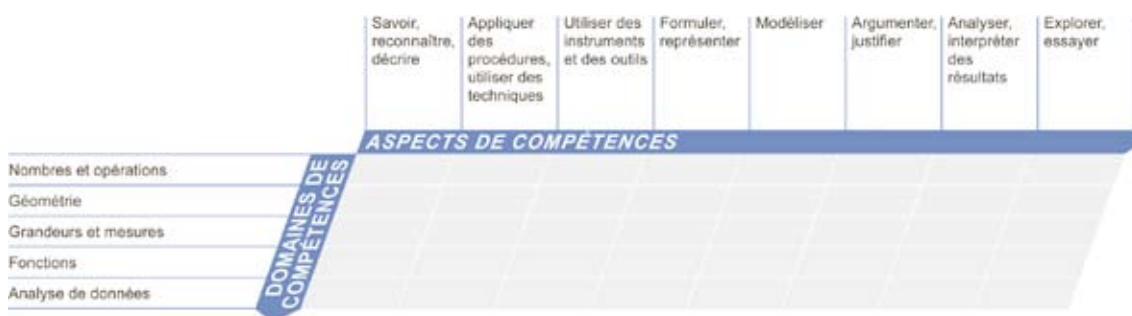 Savoir,
reconnaître,
décrire
Appliquer
des
procédures,
utiliser des
techniques
Utiliser des
instruments
et des outils
Formuler,
représenter
Modéliser
Argumenter,
justifier
Analyser,
interpréter
des
résultats
Explorer,
essayer
ASPECTS DE COMPÉTENCES
DOMAINES DE
COMPÉTENCES
Nombres et opérations
Géométrie
Grandeurs et mesures
Fonctions
Analyse de données